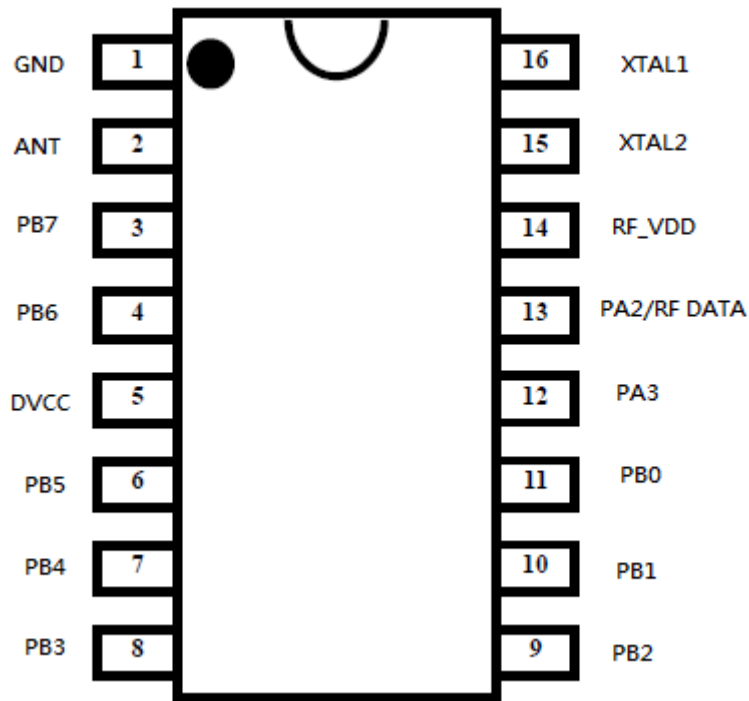 GND 1 16 XTAL1
ANT 2 15 XTAL2
PB7 3 14 RF_VDD
PB6 4 13 PA2/RF DATA
DVCC 5 12 PA3
PB5 6 11 PB0
PB4 7 10 PB1
PB3 8 9 PB2